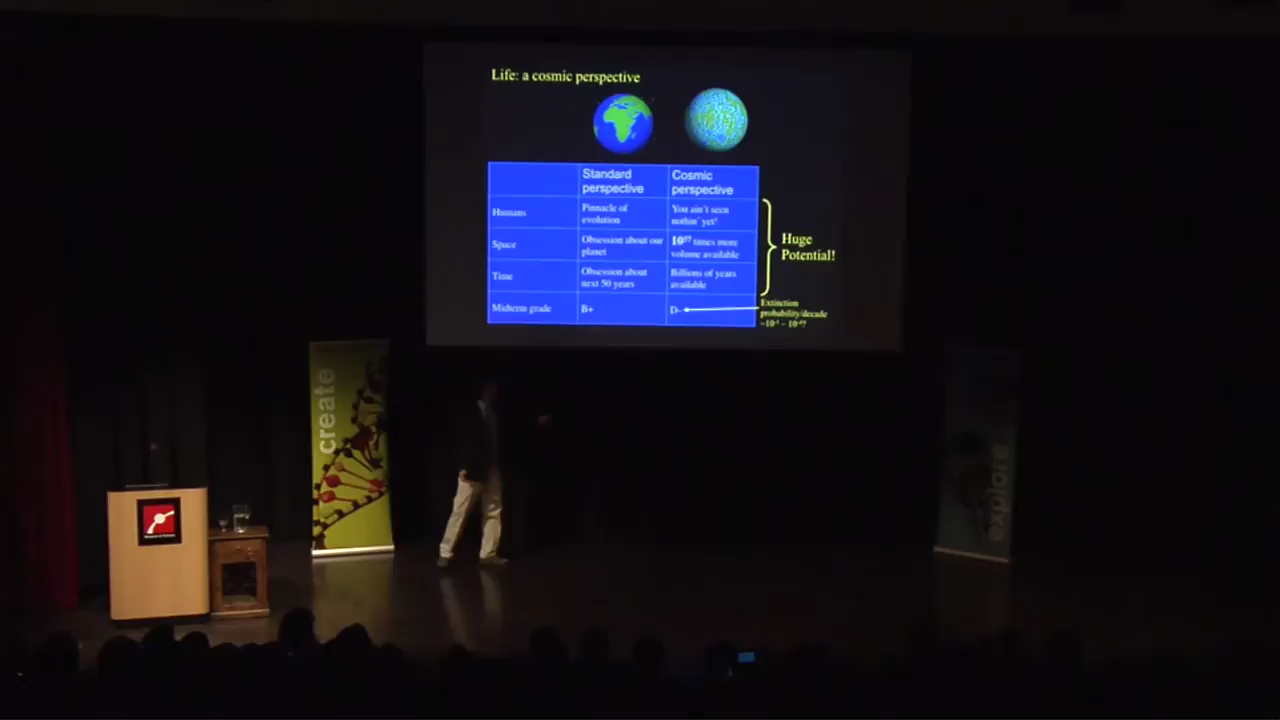 Life: a cosmic perspective
Standard
perspective
Cosmic
perspective
Humans
Pinnacle of
evolution
You ain't seen
nothin' yet!
Space
Obsession about our
planet
10⁵⁷ times more
volume available
Time
Obsession about
next 50 years
Billions of years
available
Midterm grade
B+
D-
Huge
Potential!
Extinction
probability/decade
create
explore